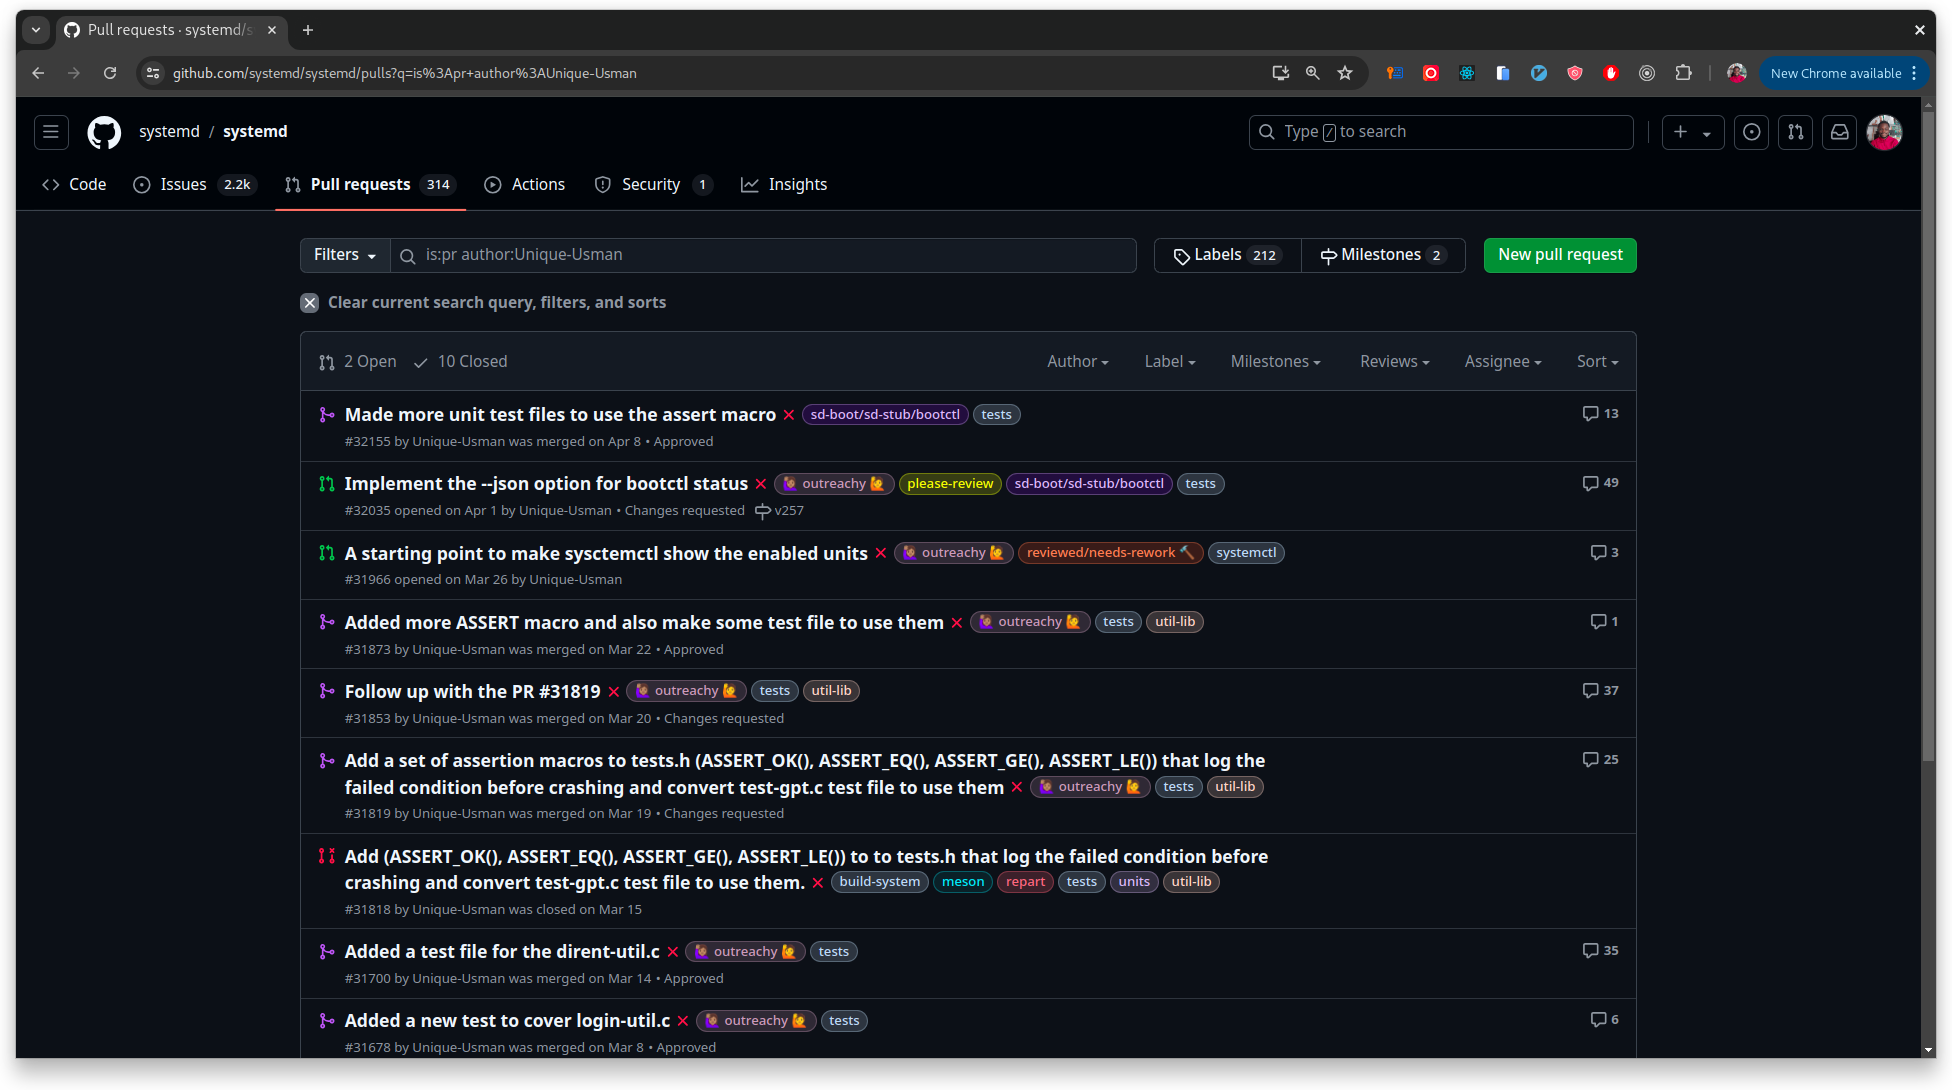 Pull requests · systemd/s
github.com/systemd/systemd/pulls?q=is%3Apr+author%3AUnique-Usman
New Chrome available
systemd / systemd
Type / to search
Code
Issues 2.2k
Pull requests 314
Actions
Security 1
Insights
Filters
is:pr author:Unique-Usman
Labels 212
Milestones 2
New pull request
Clear current search query, filters, and sorts
2 Open
10 Closed
Author
Label
Milestones
Reviews
Assignee
Sort
Made more unit test files to use the assert macro sd-boot/sd-stub/bootctl tests 13
#32155 by Unique-Usman was merged on Apr 8 • Approved
Implement the --json option for bootctl status 🙋🏾‍♀️ outreachy 🙋 please-review sd-boot/sd-stub/bootctl tests 49
#32035 opened on Apr 1 by Unique-Usman • Changes requested v257
A starting point to make sysctemctl show the enabled units 🙋🏾‍♀️ outreachy 🙋 reviewed/needs-rework 🔨 systemctl 3
#31966 opened on Mar 26 by Unique-Usman
Added more ASSERT macro and also make some test file to use them 🙋🏾‍♀️ outreachy 🙋 tests util-lib 1
#31873 by Unique-Usman was merged on Mar 22 • Approved
Follow up with the PR #31819 🙋🏾‍♀️ outreachy 🙋 tests util-lib 37
#31853 by Unique-Usman was merged on Mar 20 • Changes requested
Add a set of assertion macros to tests.h (ASSERT_OK(), ASSERT_EQ(), ASSERT_GE(), ASSERT_LE()) that log the 25
failed condition before crashing and convert test-gpt.c test file to use them 🙋🏾‍♀️ outreachy 🙋 tests util-lib
#31819 by Unique-Usman was merged on Mar 19 • Changes requested
Add (ASSERT_OK(), ASSERT_EQ(), ASSERT_GE(), ASSERT_LE()) to to tests.h that log the failed condition before
crashing and convert test-gpt.c test file to use them. build-system meson repart tests units util-lib
#31818 by Unique-Usman was closed on Mar 15
Added a test file for the dirent-util.c 🙋🏾‍♀️ outreachy 🙋 tests 35
#31700 by Unique-Usman was merged on Mar 14 • Approved
Added a new test to cover login-util.c 🙋🏾‍♀️ outreachy 🙋 tests 6
#31678 by Unique-Usman was merged on Mar 8 • Approved